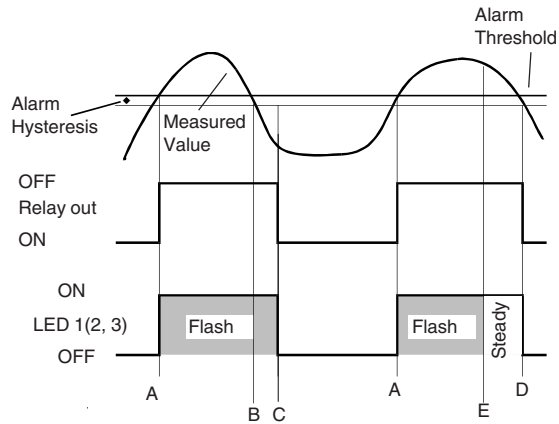 Alarm
Threshold
Alarm
Hysteresis
Measured
Value
OFF
Relay out
ON
ON
LED 1(2, 3)
OFF
Flash
Flash
Steady
A
B
C
A
E
D